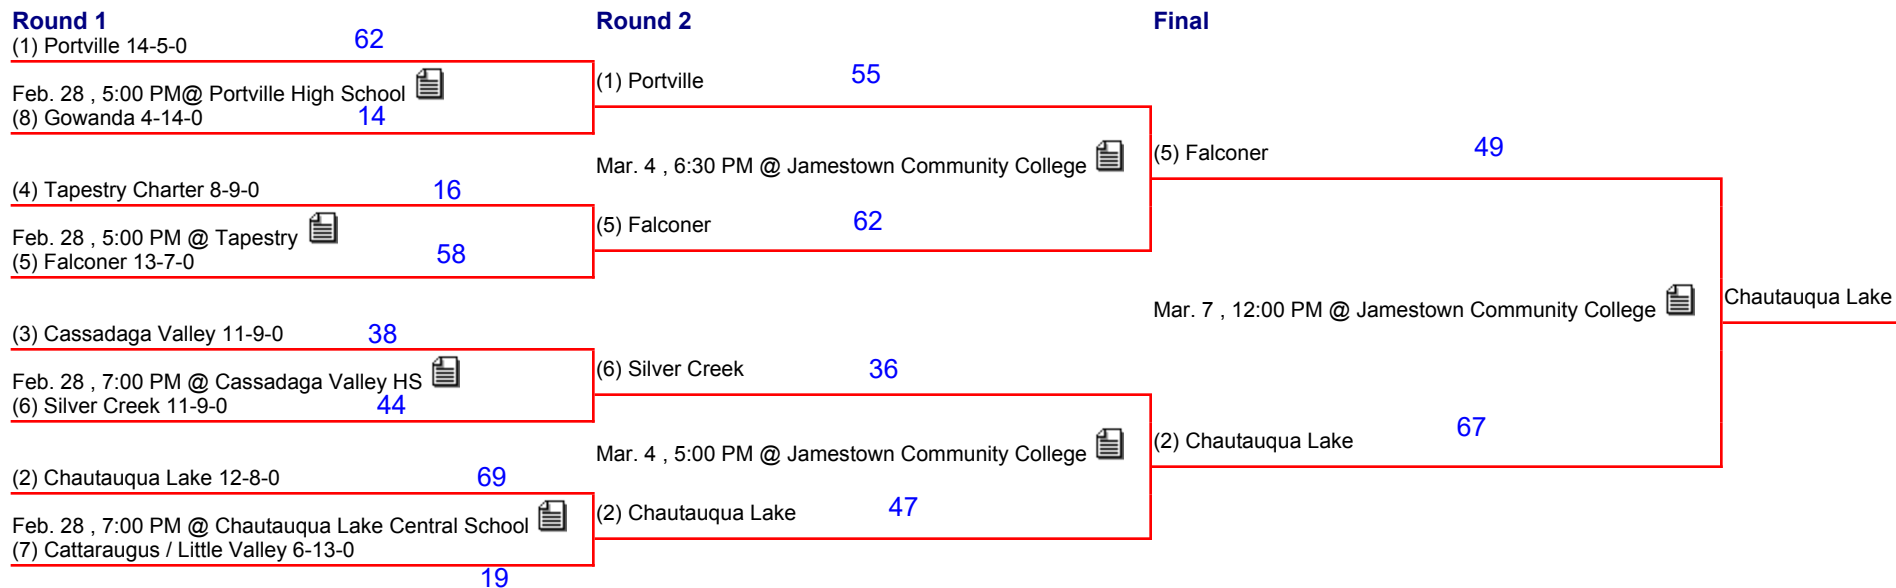 Round 1
(1) Portville 14-5-0 62
Feb. 28 , 5:00 PM@ Portville High School
(8) Gowanda 4-14-0 14
(4) Tapestry Charter 8-9-0 16
Feb. 28 , 5:00 PM @ Tapestry
(5) Falconer 13-7-0 58
(3) Cassadaga Valley 11-9-0 38
Feb. 28 , 7:00 PM @ Cassadaga Valley HS
(6) Silver Creek 11-9-0 44
(2) Chautauqua Lake 12-8-0 69
Feb. 28 , 7:00 PM @ Chautauqua Lake Central School
(7) Cattaraugus / Little Valley 6-13-0
19
Round 2
(1) Portville 55
Mar. 4 , 6:30 PM @ Jamestown Community College
(5) Falconer 62
(6) Silver Creek 36
Mar. 4 , 5:00 PM @ Jamestown Community College
(2) Chautauqua Lake 47
Final
(5) Falconer 49
Mar. 7 , 12:00 PM @ Jamestown Community College
(2) Chautauqua Lake 67
Chautauqua Lake